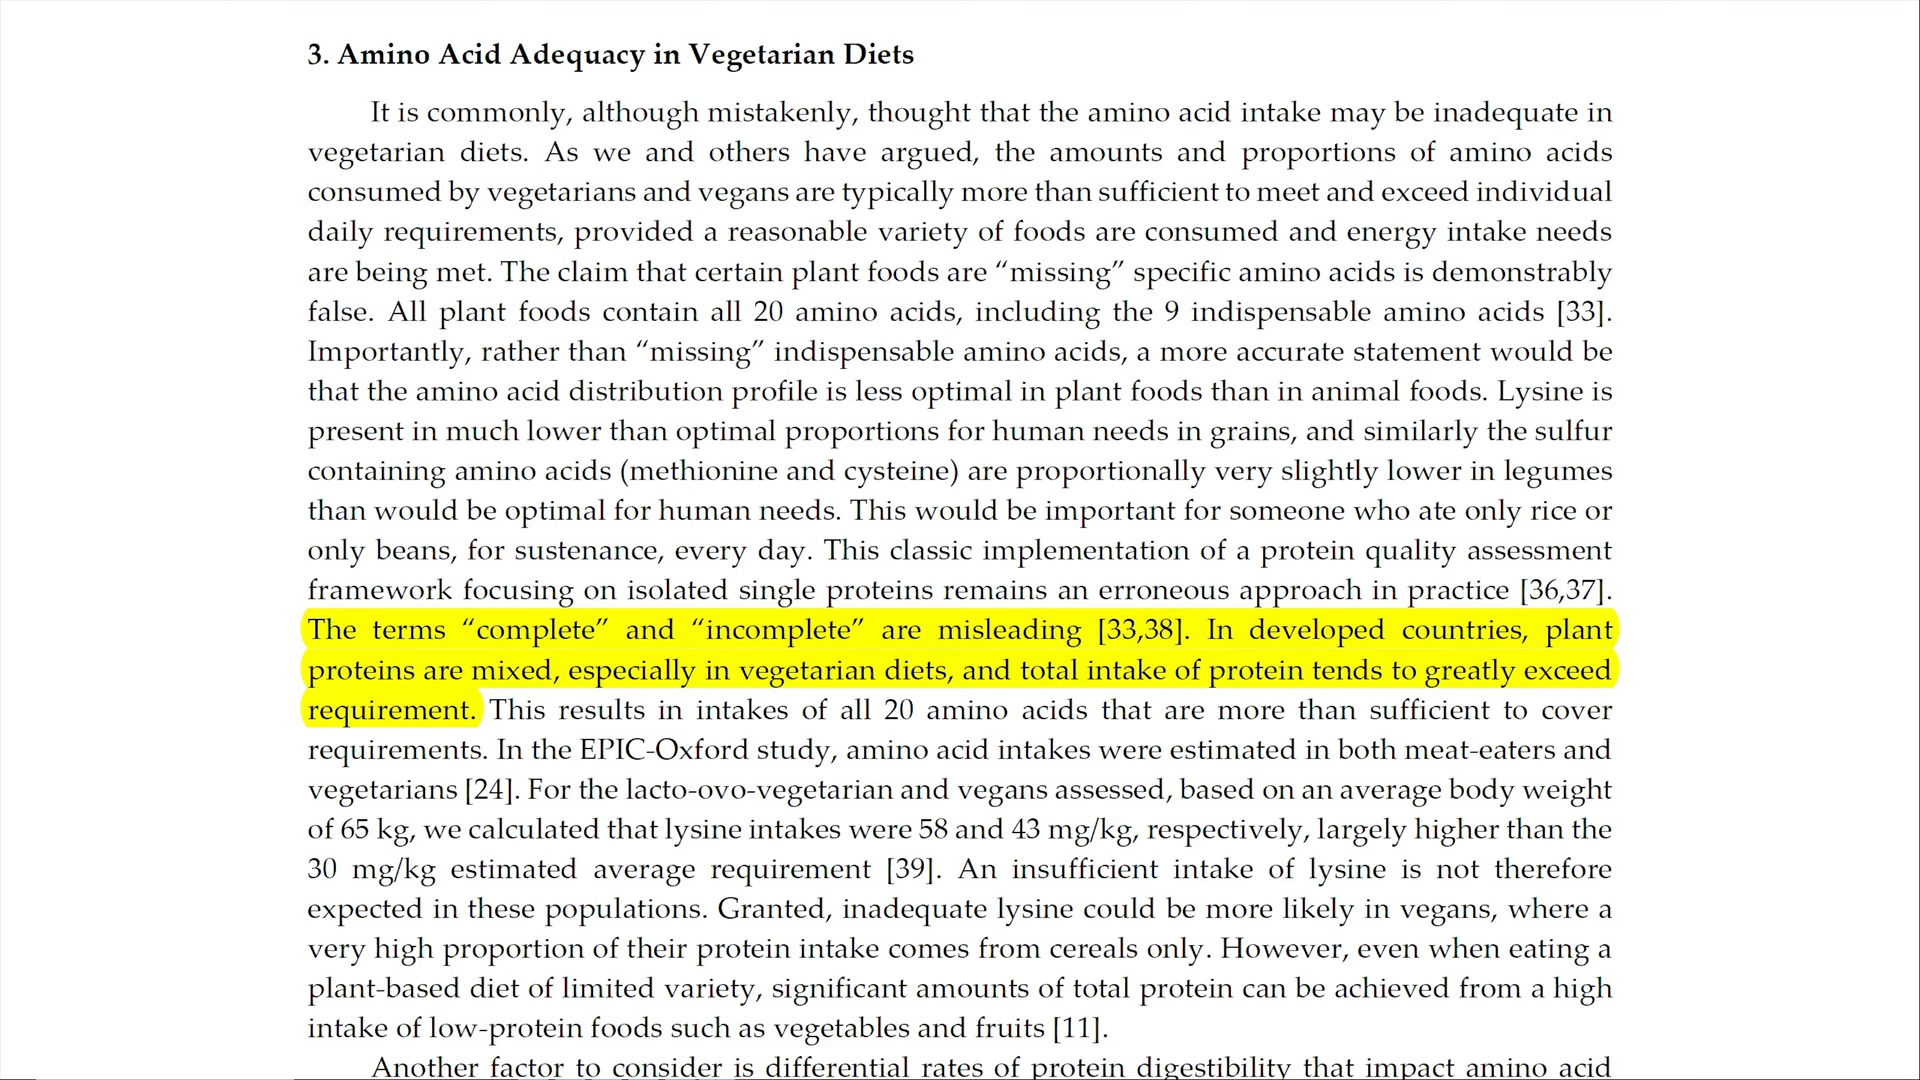 3. Amino Acid Adequacy in Vegetarian Diets
It is commonly, although mistakenly, thought that the amino acid intake may be inadequate in
vegetarian diets. As we and others have argued, the amounts and proportions of amino acids
consumed by vegetarians and vegans are typically more than sufficient to meet and exceed individual
daily requirements, provided a reasonable variety of foods are consumed and energy intake needs
are being met. The claim that certain plant foods are “missing” specific amino acids is demonstrably
false. All plant foods contain all 20 amino acids, including the 9 indispensable amino acids [33].
Importantly, rather than “missing” indispensable amino acids, a more accurate statement would be
that the amino acid distribution profile is less optimal in plant foods than in animal foods. Lysine is
present in much lower than optimal proportions for human needs in grains, and similarly the sulfur
containing amino acids (methionine and cysteine) are proportionally very slightly lower in legumes
than would be optimal for human needs. This would be important for someone who ate only rice or
only beans, for sustenance, every day. This classic implementation of a protein quality assessment
framework focusing on isolated single proteins remains an erroneous approach in practice [36,37].
The terms “complete” and “incomplete” are misleading [33,38]. In developed countries, plant
proteins are mixed, especially in vegetarian diets, and total intake of protein tends to greatly exceed
requirement. This results in intakes of all 20 amino acids that are more than sufficient to cover
requirements. In the EPIC-Oxford study, amino acid intakes were estimated in both meat-eaters and
vegetarians [24]. For the lacto-ovo-vegetarian and vegans assessed, based on an average body weight
of 65 kg, we calculated that lysine intakes were 58 and 43 mg/kg, respectively, largely higher than the
30 mg/kg estimated average requirement [39]. An insufficient intake of lysine is not therefore
expected in these populations. Granted, inadequate lysine could be more likely in vegans, where a
very high proportion of their protein intake comes from cereals only. However, even when eating a
plant-based diet of limited variety, significant amounts of total protein can be achieved from a high
intake of low-protein foods such as vegetables and fruits [11].
Another factor to consider is differential rates of protein digestibility that impact amino acid